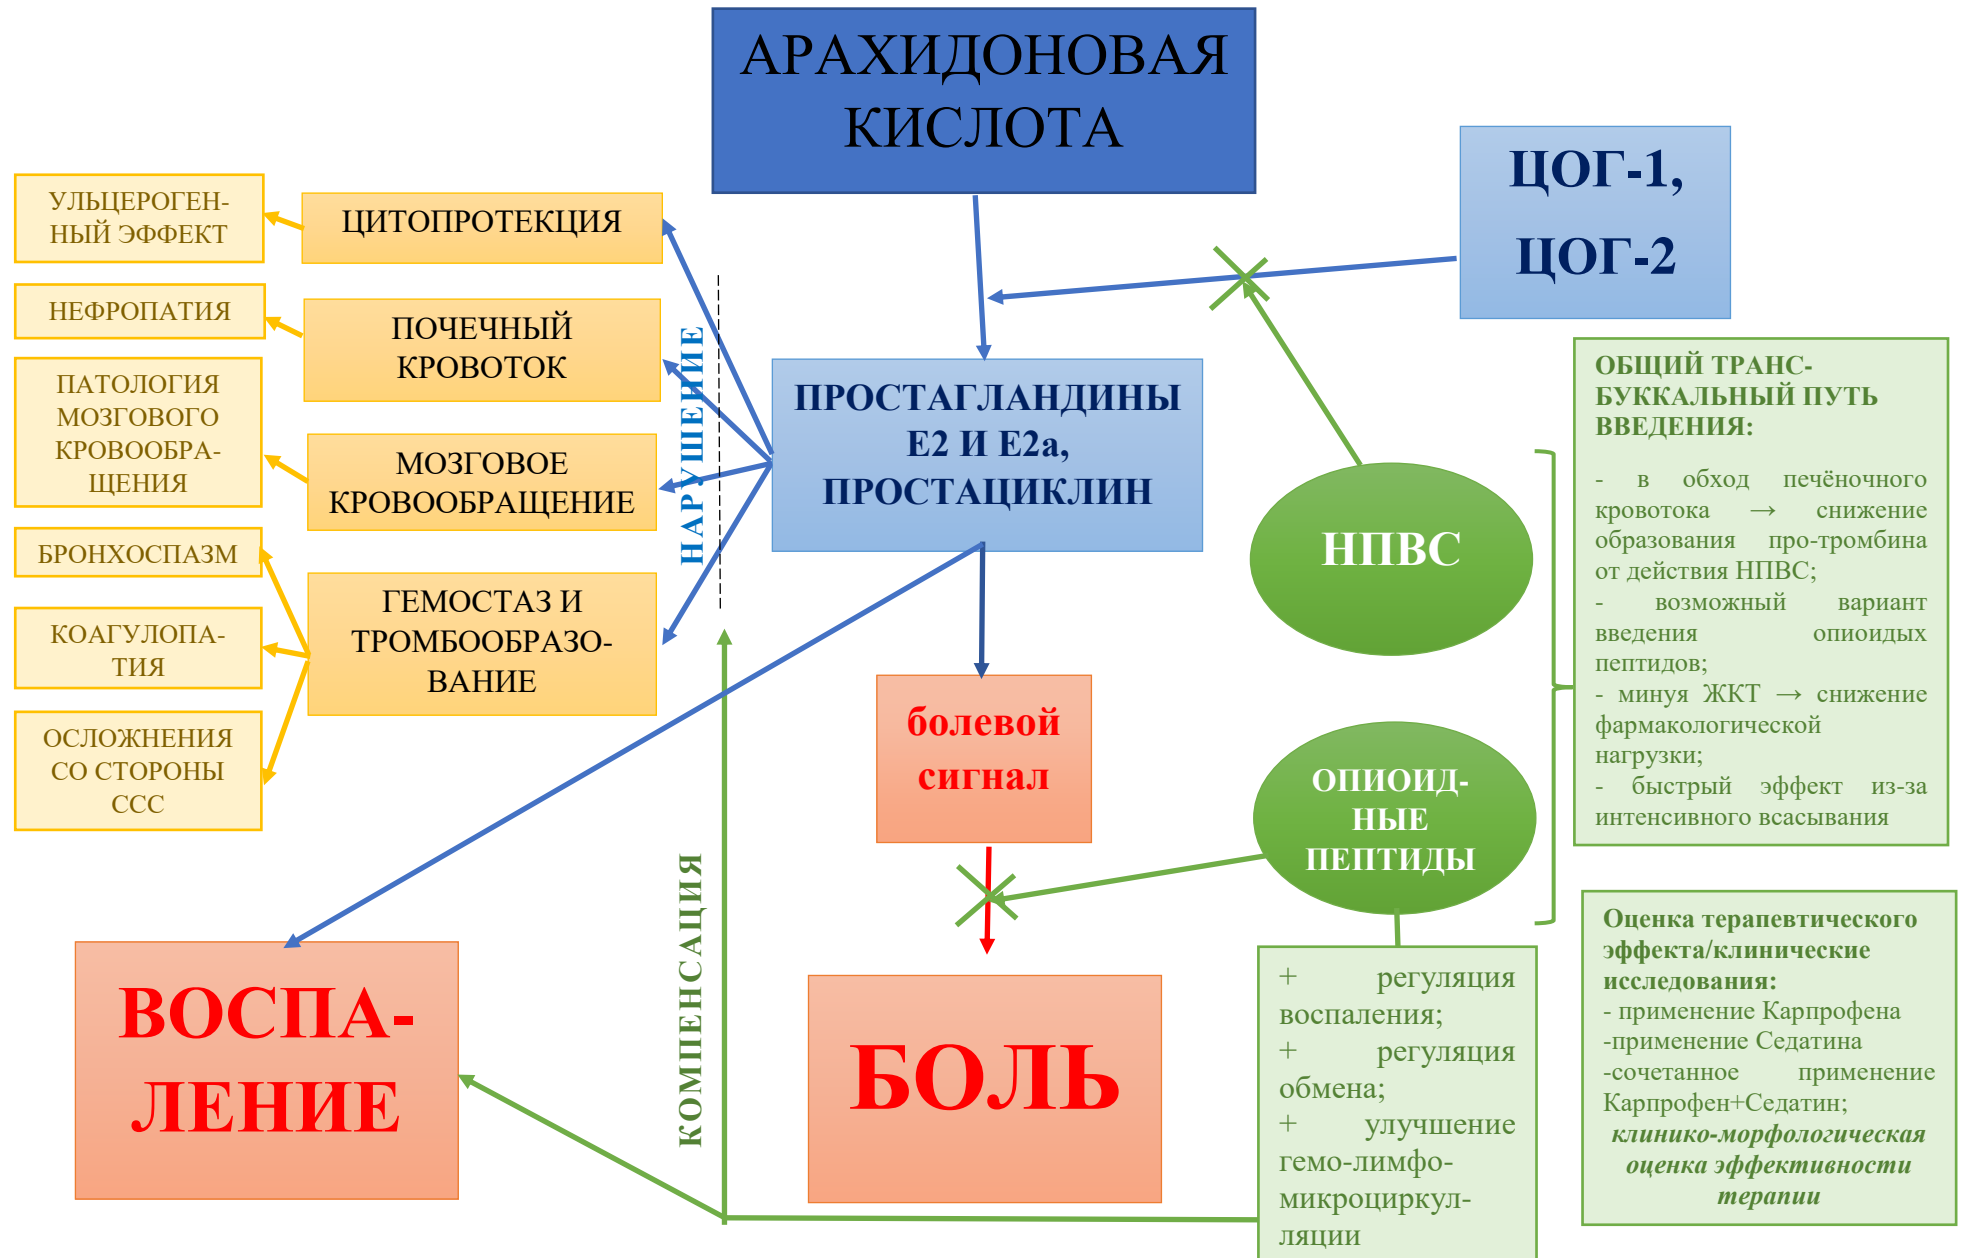 АРАХИДОНОВАЯ
КИСЛОТА
ЦОГ-1,
ЦОГ-2
УЛЬЦЕРОГЕН-
НЫЙ ЭФФЕКТ
ЦИТОПРОТЕКЦИЯ
НЕФРОПАТИЯ
ПОЧЕЧНЫЙ
КРОВОТОК
ПАТОЛОГИЯ
МОЗГОВОГО
КРОВООБРА-
ЩЕНИЯ
МОЗГОВОЕ
КРОВООБРАЩЕНИЕ
БРОНХОСПАЗМ
КОАГУЛОПА-
ТИЯ
ОСЛОЖНЕНИЯ
СО СТОРОНЫ
ССС
ГЕМОСТАЗ И
ТРОМБООБРАЗО-
ВАНИЕ
НАРУШЕНИЕ
ПРОСТАГЛАНДИНЫ
Е2 И Е2а,
ПРОСТАЦИКЛИН
НПВС
ОБЩИЙ ТРАНС-
БУККАЛЬНЫЙ ПУТЬ
ВВЕДЕНИЯ:
- в обход печёночного
кровотока → снижение
образования про-тромбина
от действия НПВС;
- возможный вариант
введения опиоидых
пептидов;
- минуя ЖКТ → снижение
фармакологической
нагрузки;
- быстрый эффект из-за
интенсивного всасывания
болевой
сигнал
ОПИОИД-
НЫЕ
ПЕПТИДЫ
КОМПЕНСАЦИЯ
ВОСПА-
ЛЕНИЕ
БОЛЬ
+ регуляция
воспаления;
+ регуляция
обмена;
+ улучшение
гемо-лимфо-
микроциркул-
ляции
Оценка терапевтического
эффекта/клинические
исследования:
- применение Карпрофена
-применение Седатина
-сочетанное применение
Карпрофен+Седатин;
клинико-морфологическая
оценка эффективности
терапии